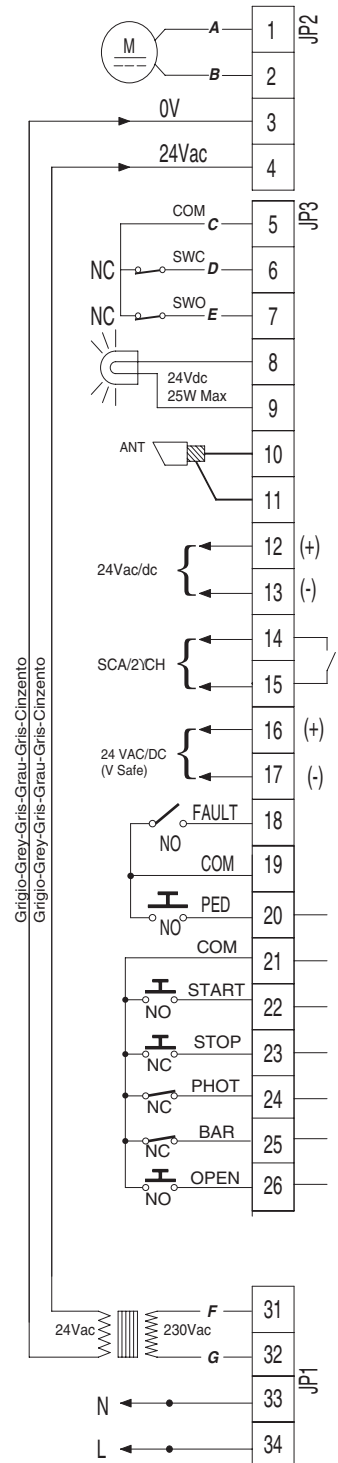 M A 1 JP2
B 2
0V 3
24Vac 4
COM C 5 JP3
NC SWC D 6
NC SWO E 7
8
24Vdc
25W Max
9
ANT 10
11
12 (+)
24Vac/dc
13 (-)
14
SCA/2)CH
15
16 (+)
24 VAC/DC
(V Safe)
17 (-)
FAULT 18
NO
COM 19
PED 20
NO
COM 21
START 22
NO
STOP 23
NC
PHOT 24
NC
BAR 25
NC
OPEN 26
NO
Grigio-Grey-Gris-Grau-Gris-Cinzento
Grigio-Grey-Gris-Grau-Gris-Cinzento
24Vac 230Vac F 31
G 32 JP1
N 33
L 34